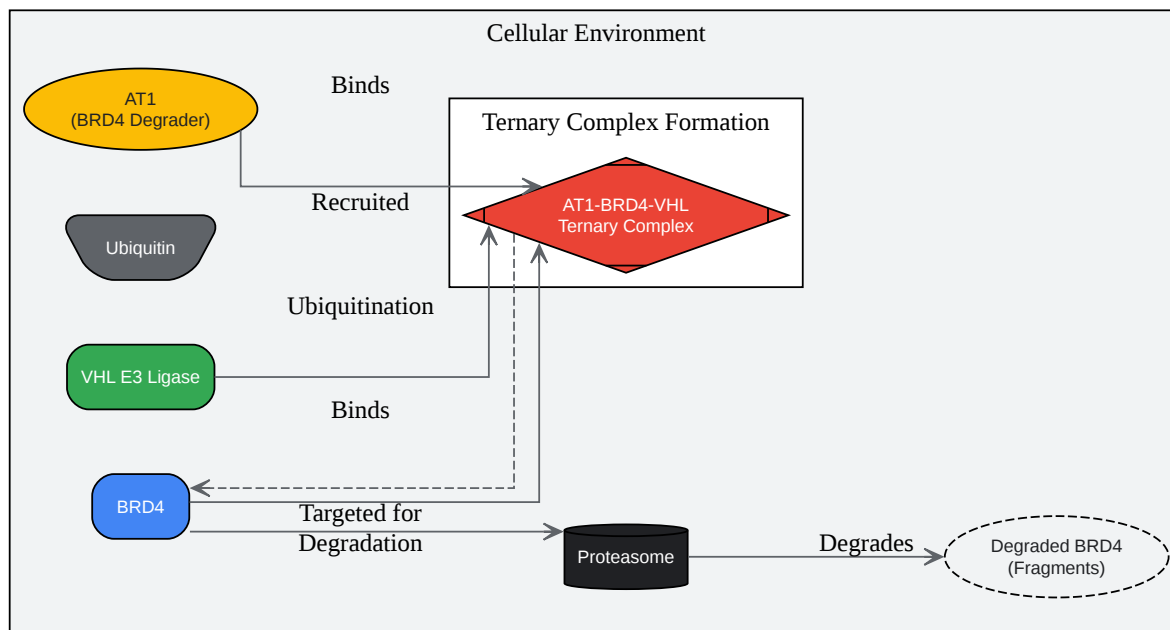 Cellular Environment
Binds
AT1
(BRD4 Degrader)
Ternary Complex Formation
Recruited
AT1-BRD4-VHL
Ternary Complex
Ubiquitin
Ubiquitination
VHL E3 Ligase
Binds
BRD4
Targeted for
Degradation
Proteasome
Degrades
Degraded BRD4
(Fragments)